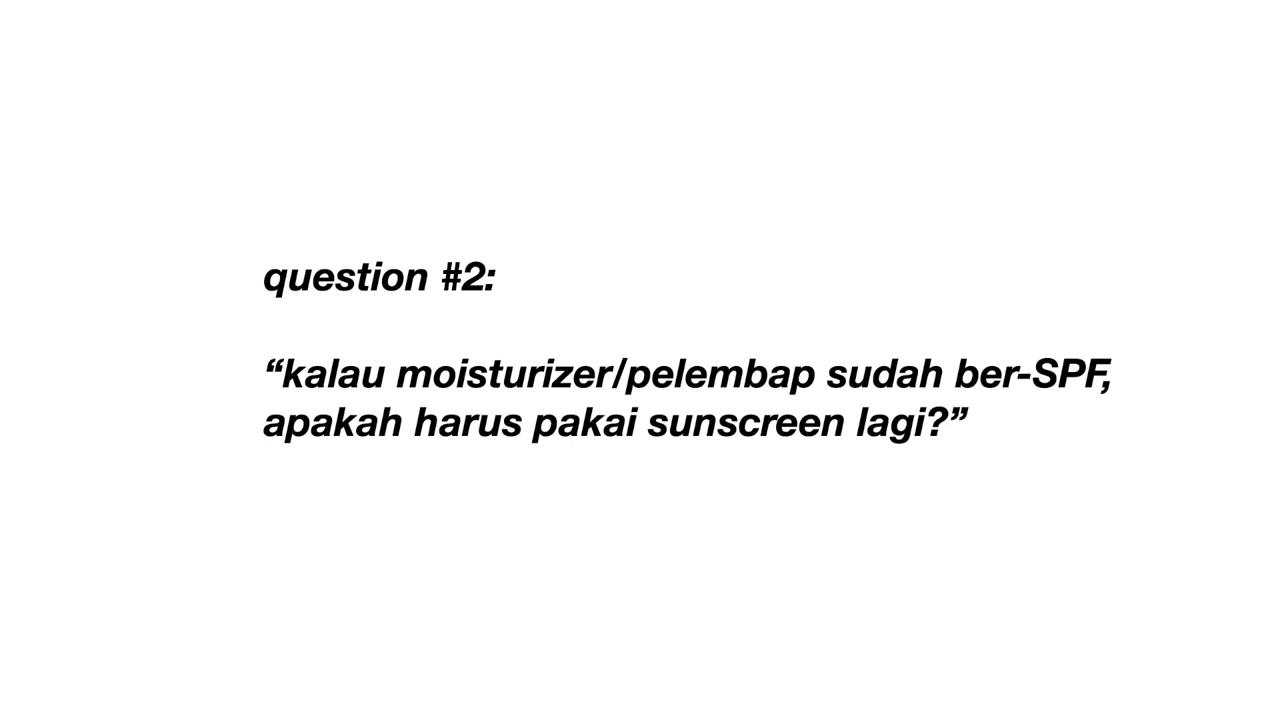 question #2:
“kalau moisturizer/pelembap sudah ber-SPF,
apakah harus pakai sunscreen lagi?”